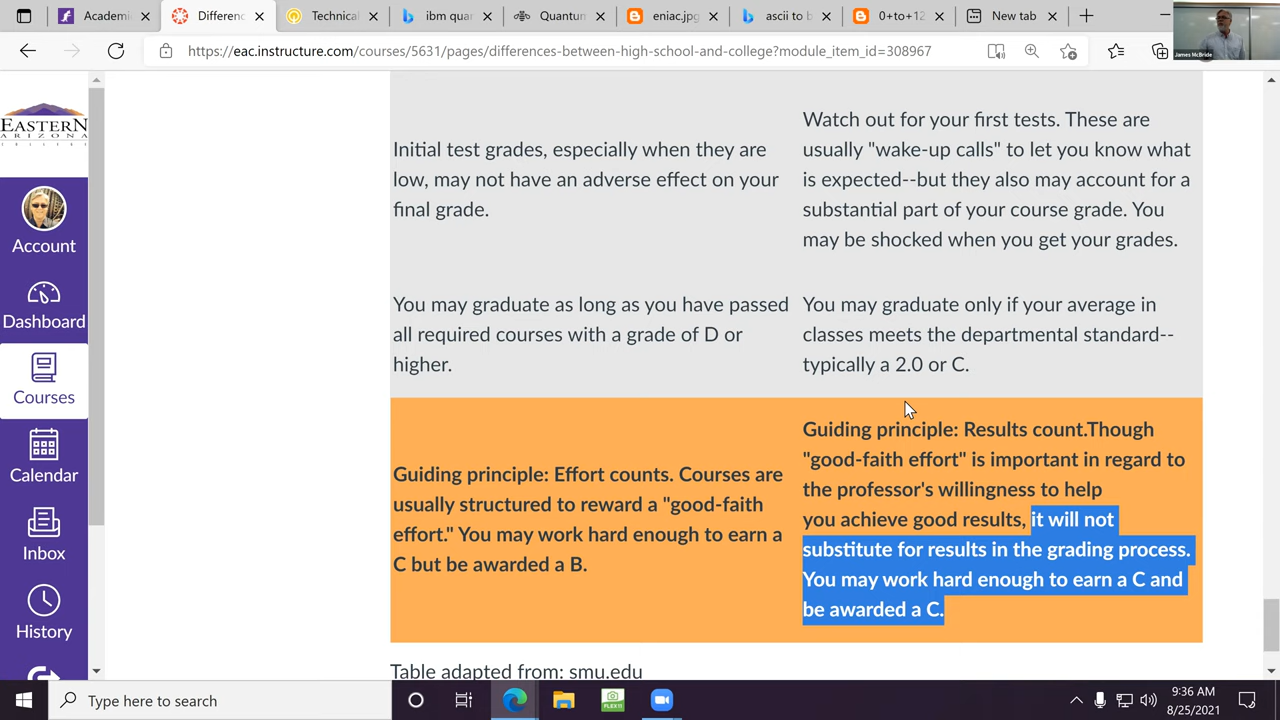 Academi
Differenc
Technical
ibm quar
Quantum
eniac.jpg
ascii to b
0+to+12
New tab
https://eac.instructure.com/courses/5631/pages/differences-between-high-school-and-college?module_item_id=308967
James McBride
EASTERN
ARIZONA
Account
Dashboard
Courses
Calendar
Inbox
History
Initial test grades, especially when they are
low, may not have an adverse effect on your
final grade.
Watch out for your first tests. These are
usually "wake-up calls" to let you know what
is expected--but they also may account for a
substantial part of your course grade. You
may be shocked when you get your grades.
You may graduate as long as you have passed
all required courses with a grade of D or
higher.
You may graduate only if your average in
classes meets the departmental standard--
typically a 2.0 or C.
Guiding principle: Effort counts. Courses are
usually structured to reward a "good-faith
effort." You may work hard enough to earn a
C but be awarded a B.
Guiding principle: Results count.Though
"good-faith effort" is important in regard to
the professor's willingness to help
you achieve good results, it will not
substitute for results in the grading process.
You may work hard enough to earn a C and
be awarded a C.
Table adapted from: smu.edu
Type here to search
9:36 AM
8/25/2021